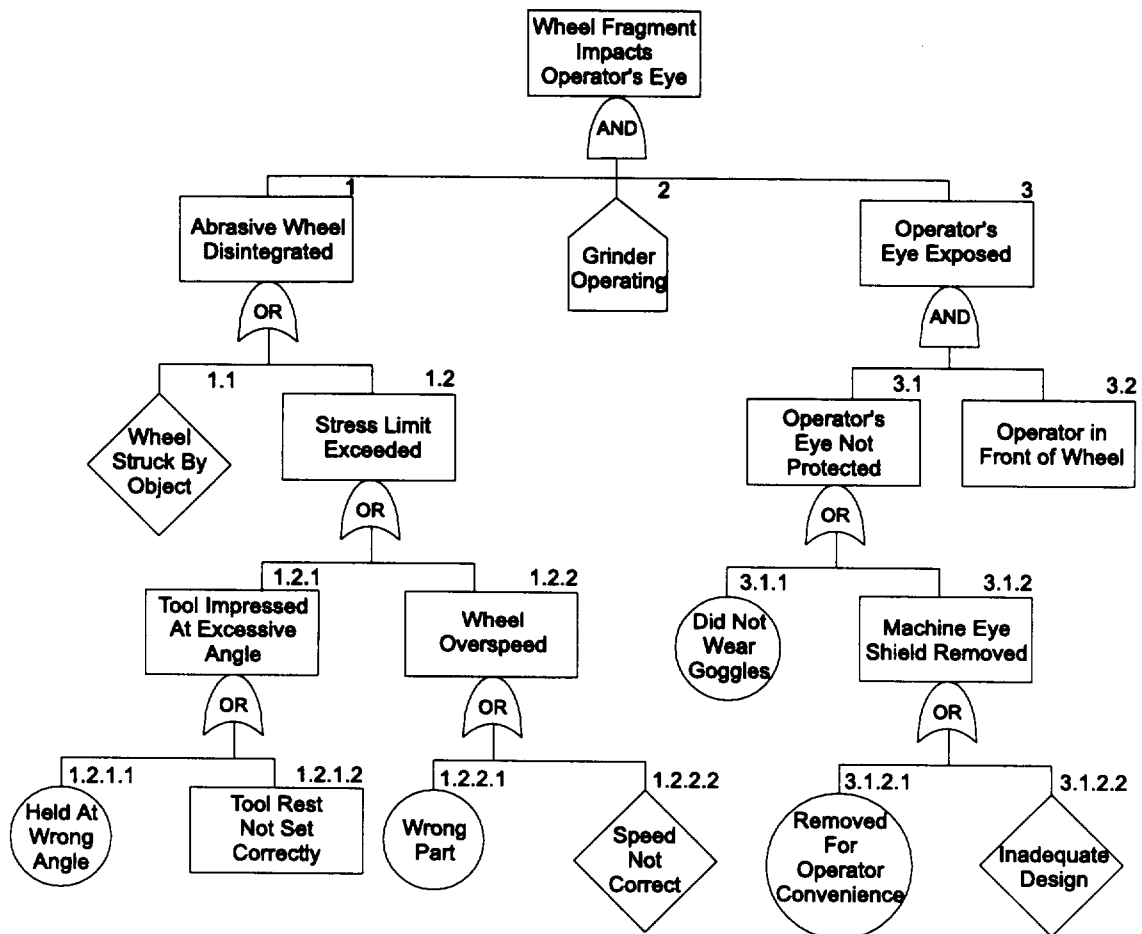 Wheel Fragment
Impacts
Operator's Eye
AND
1
2
3
Abrasive Wheel
Disintegrated
Grinder
Operating
Operator's
Eye Exposed
OR
AND
1.1
1.2
3.1
3.2
Wheel
Struck By
Object
Stress Limit
Exceeded
Operator's
Eye Not
Protected
Operator in
Front of Wheel
OR
OR
1.2.1
1.2.2
3.1.1
3.1.2
Tool Impressed
At Excessive
Angle
Wheel
Overspeed
Did Not
Wear
Goggles
Machine Eye
Shield Removed
OR
OR
OR
1.2.1.1
1.2.1.2
1.2.2.1
1.2.2.2
3.1.2.1
3.1.2.2
Held At
Wrong
Angle
Tool Rest
Not Set
Correctly
Wrong
Part
Speed
Not
Correct
Removed
For
Operator
Convenience
Inadequate
Design